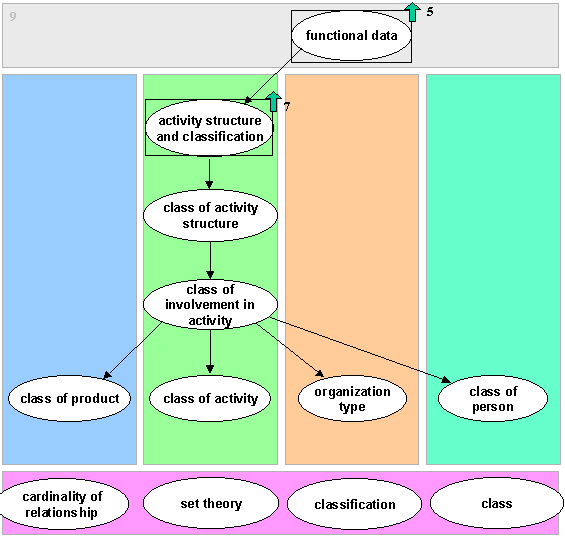 9
5
functional data
7
activity structure
and classification
class of activity
structure
class of
involvement in
activity
class of product
class of activity
organization
type
class of
person
cardinality of
relationship
set theory
classification
class